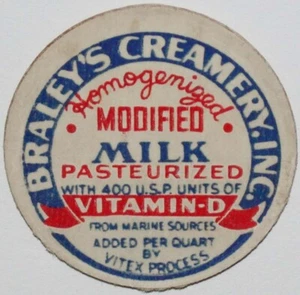 BRALEY'S CREAMERY, INC.
Homogenized
MODIFIED
MILK
PASTEURIZED
WITH 400 U.S.P. UNITS OF
VITAMIN-D
FROM MARINE SOURCES
ADDED PER QUART
BY
VITEX PROCESS